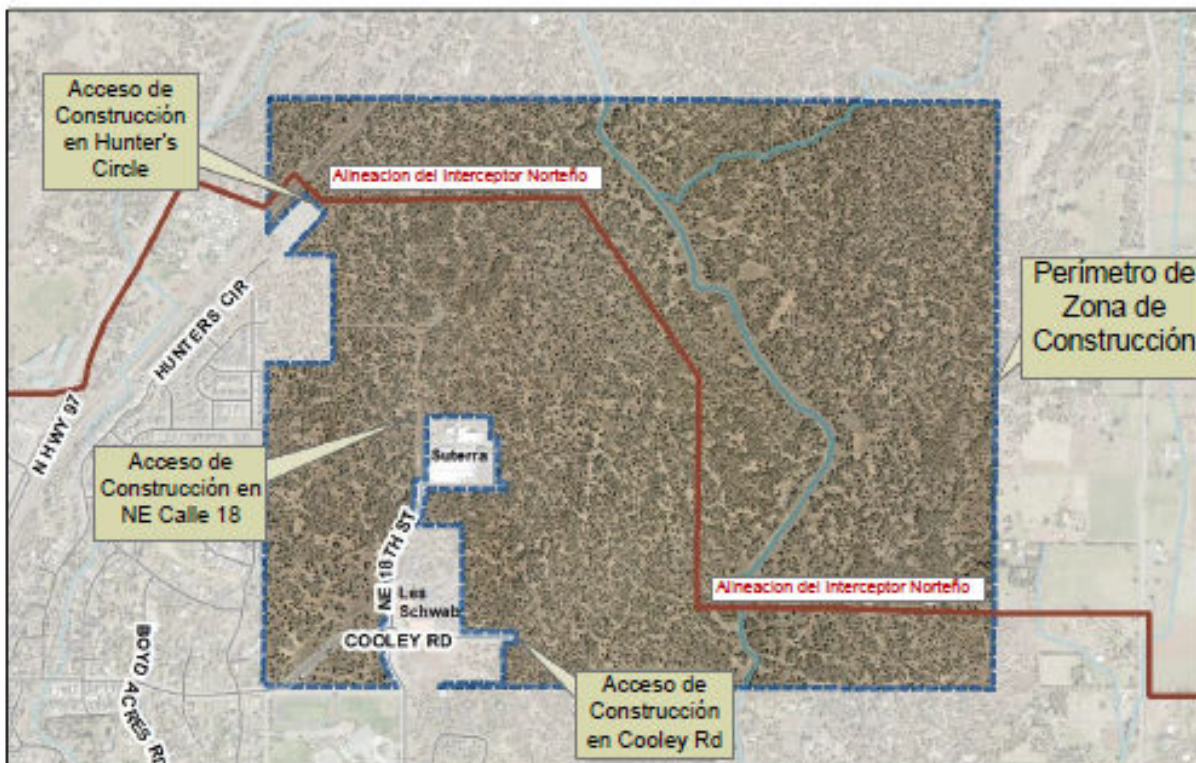 Acceso de
Construcción
en Hunter's
Circle
Alineacion del Interceptor Norteño
Perímetro de
Zona de
Construcción
HUNTERS CIR
N HWY 97
Suterra
Acceso de
Construcción en
NE Calle 18
NE 18TH ST
Les
Schwab
COOLEY RD
Alineacion del Interceptor Norteño
BOYD ACRES RD
Acceso de
Construcción
en Cooley Rd